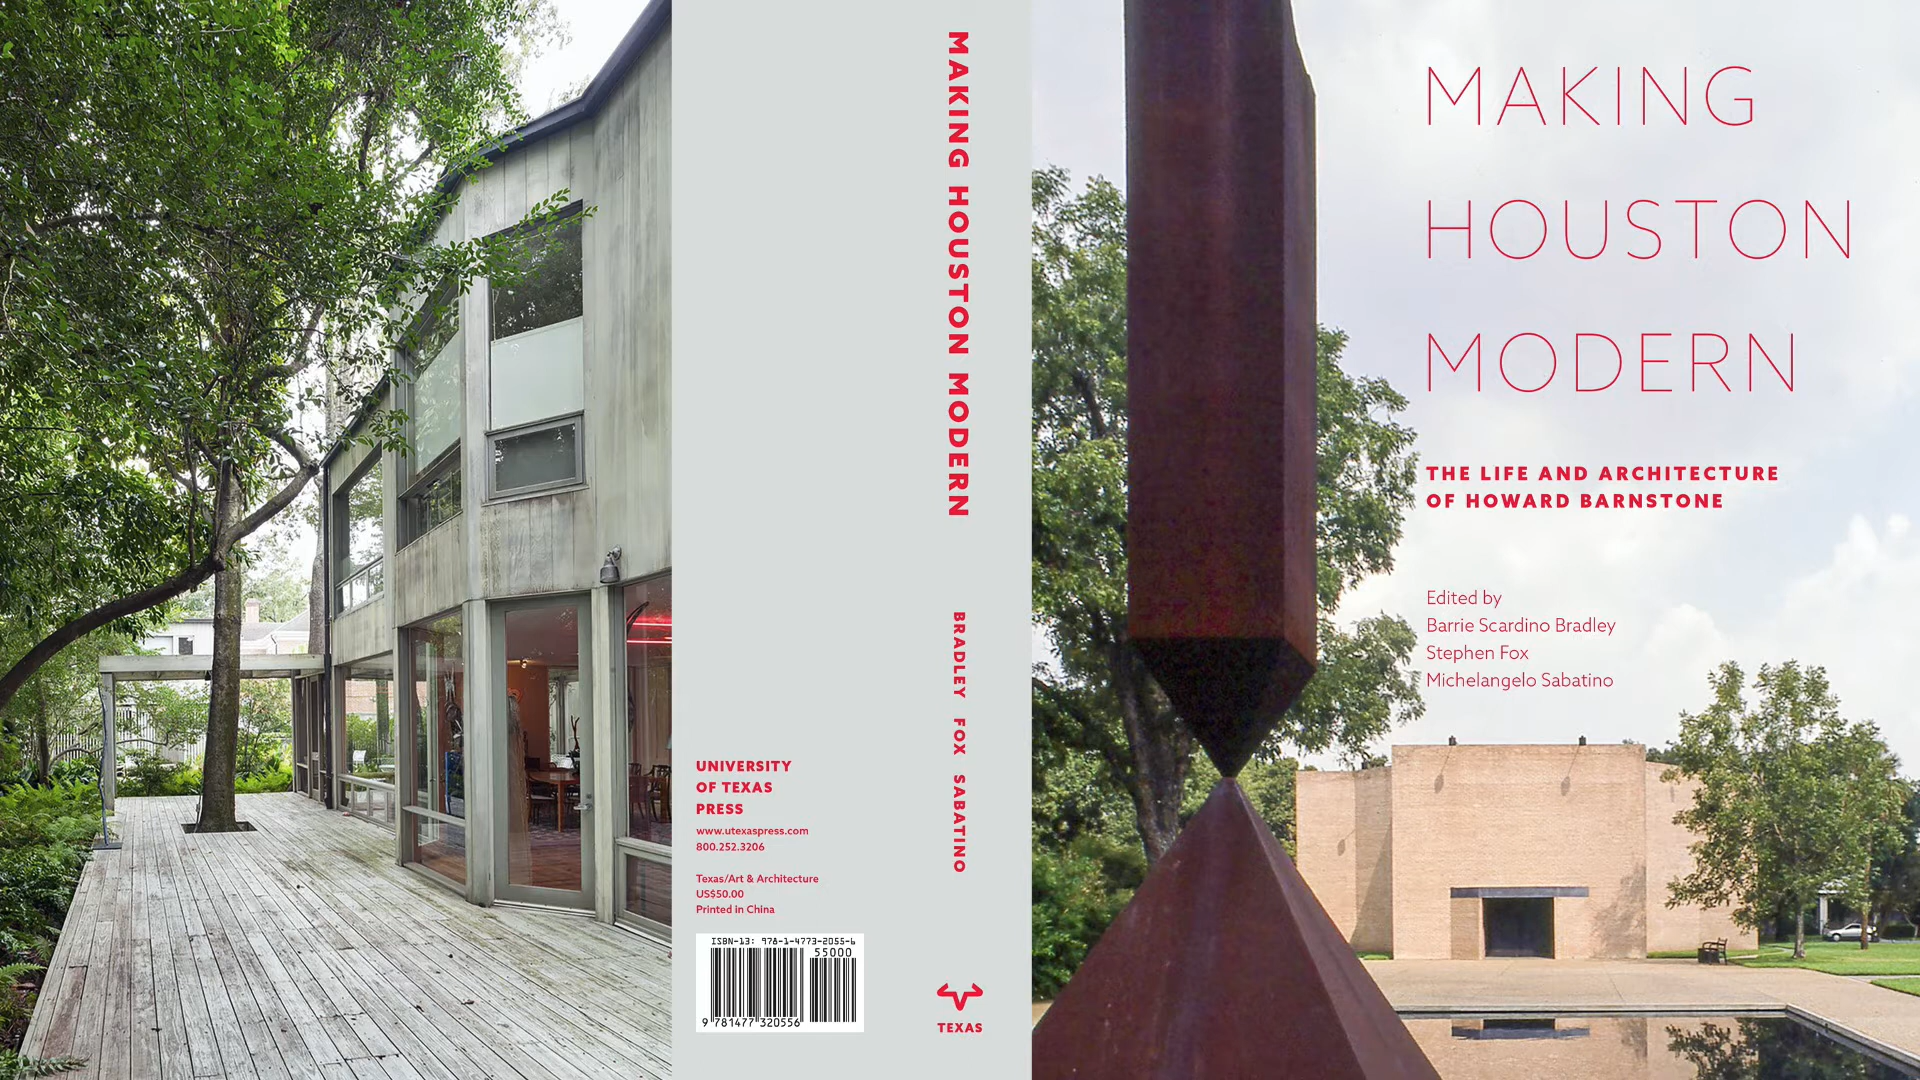 UNIVERSITY
OF TEXAS
PRESS
www.utexaspress.com
800.252.3206
Texas/Art & Architecture
US$50.00
Printed in China
ISBN-13: 978-1-4773-2055-6
55000
9 781477 320556
MAKING HOUSTON MODERN
BRADLEY FOX SABATINO
TEXAS
MAKING
HOUSTON
MODERN
THE LIFE AND ARCHITECTURE
OF HOWARD BARNSTONE
Edited by
Barrie Scardino Bradley
Stephen Fox
Michelangelo Sabatino